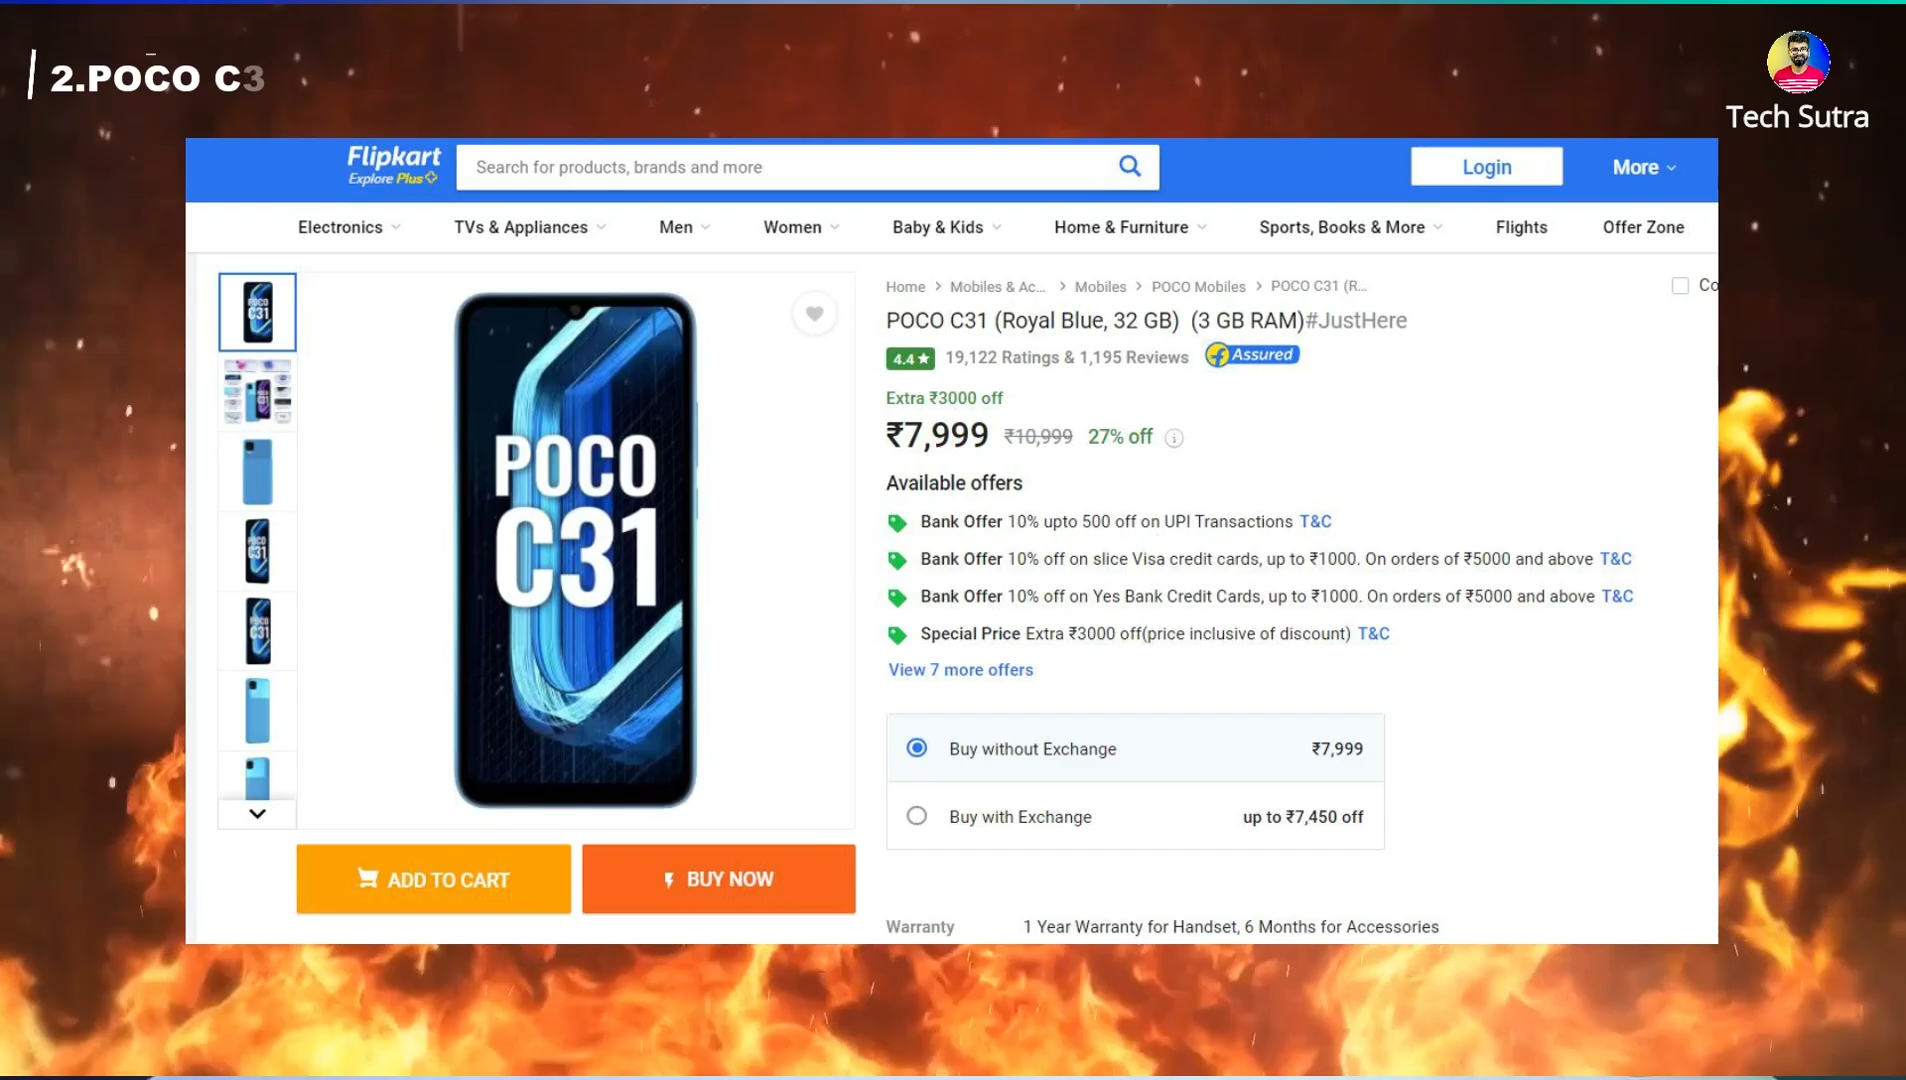 2.POCO C3
Tech Sutra
Flipkart
Explore Plus
Search for products, brands and more
Login
More
Electronics
TVs & Appliances
Men
Women
Baby & Kids
Home & Furniture
Sports, Books & More
Flights
Offer Zone
Home > Mobiles & Ac... > Mobiles > POCO Mobiles > POCO C31 (R...
Co
POCO C31 (Royal Blue, 32 GB) (3 GB RAM)#JustHere
4.4★ 19,122 Ratings & 1,195 Reviews Assured
Extra ₹3000 off
₹7,999 ₹10,999 27% off
Available offers
Bank Offer 10% upto 500 off on UPI Transactions T&C
Bank Offer 10% off on slice Visa credit cards, up to ₹1000. On orders of ₹5000 and above T&C
Bank Offer 10% off on Yes Bank Credit Cards, up to ₹1000. On orders of ₹5000 and above T&C
Special Price Extra ₹3000 off(price inclusive of discount) T&C
View 7 more offers
Buy without Exchange ₹7,999
Buy with Exchange up to ₹7,450 off
Warranty 1 Year Warranty for Handset, 6 Months for Accessories
POCO
C31
POCO
C31
POCO
C31
POCO
C31
ADD TO CART
BUY NOW